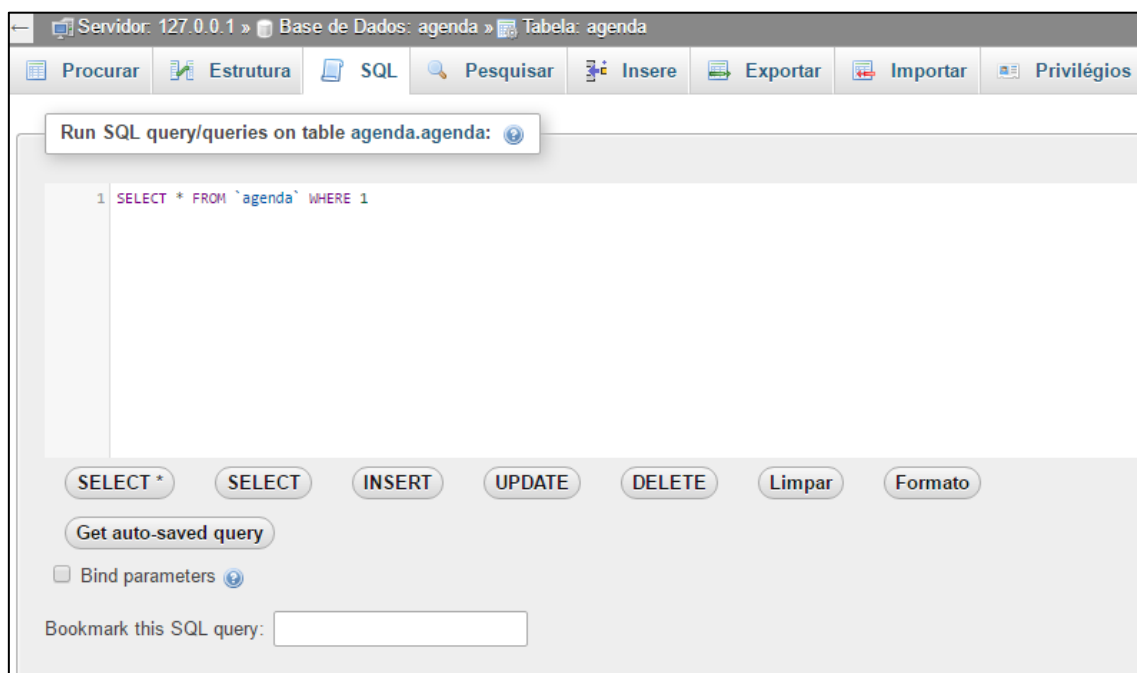 ← Servidor: 127.0.0.1 » Base de Dados: agenda » Tabela: agenda
Procurar Estrutura SQL Pesquisar Insere Exportar Importar Privilégios
Run SQL query/queries on table agenda.agenda:
1 SELECT * FROM `agenda` WHERE 1
SELECT * SELECT INSERT UPDATE DELETE Limpar Formato
Get auto-saved query
Bind parameters
Bookmark this SQL query: